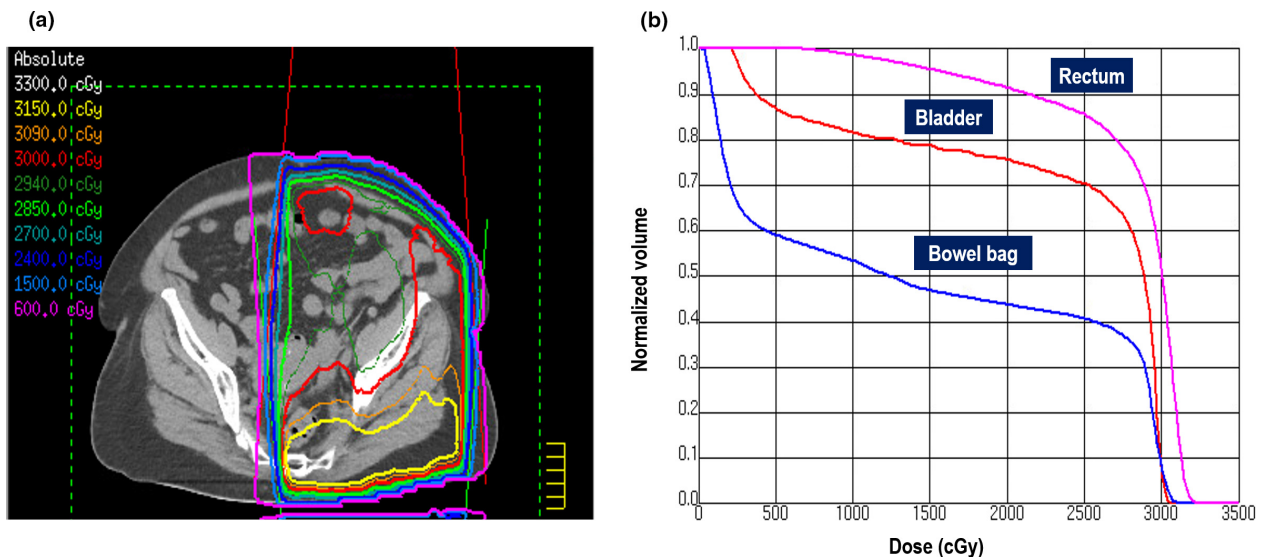 (a)
Absolute
3300.0 cGy
3150.0 cGy
3090.0 cGy
3000.0 cGy
2940.0 cGy
2850.0 cGy
2700.0 cGy
2400.0 cGy
1500.0 cGy
600.0 cGy
(b)
1.0
0.9
0.8
0.7
0.6
0.5
0.4
0.3
0.2
0.1
0.0
Normalized volume
Rectum
Bladder
Bowel bag
0 500 1000 1500 2000 2500 3000 3500
Dose (cGy)